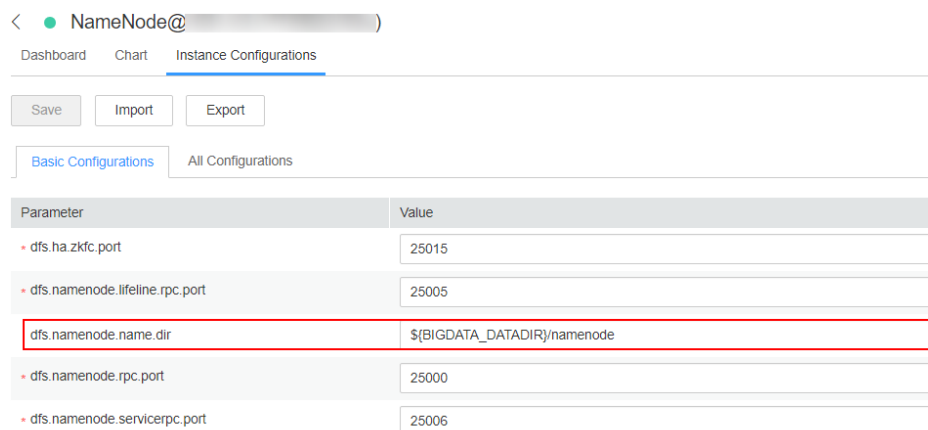 NameNode@ )
Dashboard Chart Instance Configurations
Save Import Export
Basic Configurations All Configurations
Parameter Value
* dfs.ha.zkfc.port 25015
* dfs.namenode.lifeline.rpc.port 25005
dfs.namenode.name.dir ${BIGDATA_DATADIR}/namenode
* dfs.namenode.rpc.port 25000
* dfs.namenode.servicerpc.port 25006